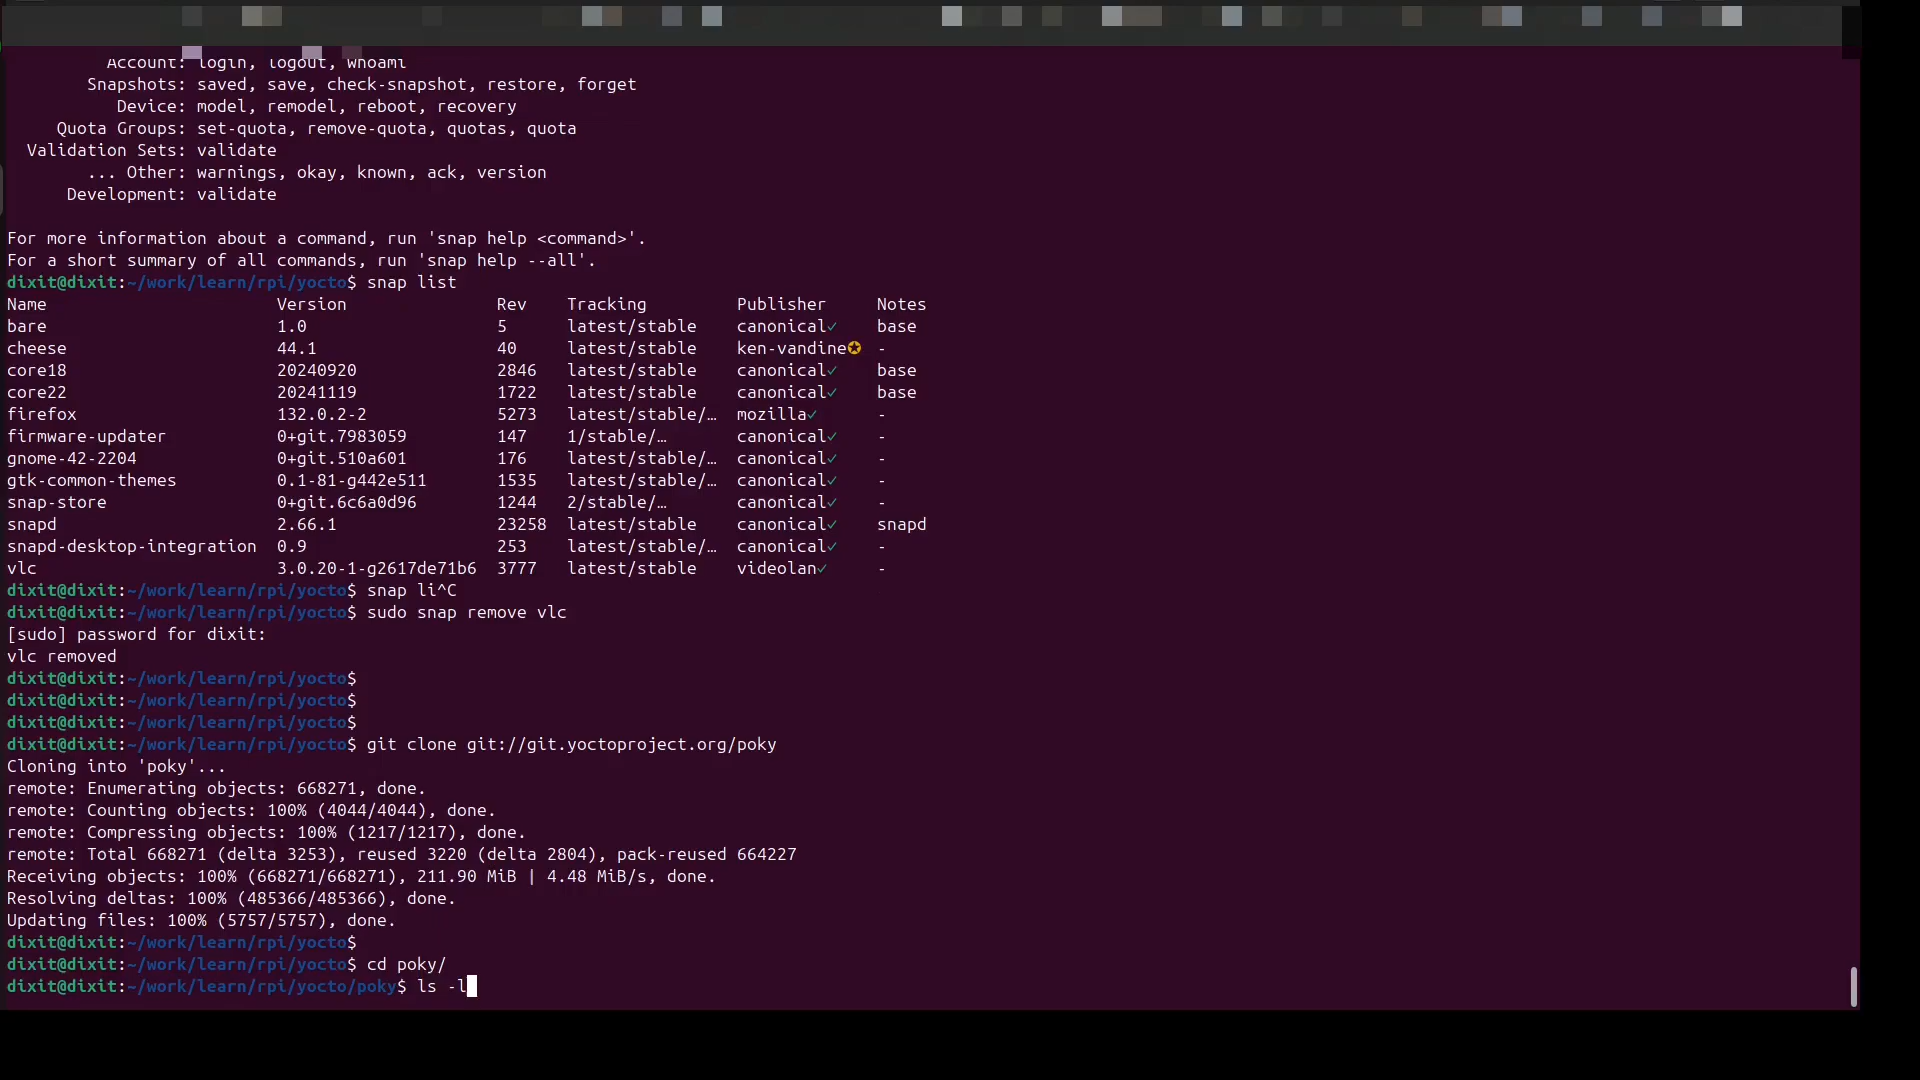 Account: login, logout, whoami
Snapshots: saved, save, check-snapshot, restore, forget
Device: model, remodel, reboot, recovery
Quota Groups: set-quota, remove-quota, quotas, quota
Validation Sets: validate
... Other: warnings, okay, known, ack, version
Development: validate
For more information about a command, run 'snap help <command>'.
For a short summary of all commands, run 'snap help --all'.
dixit@dixit:~/work/learn/rpi/yocto$ snap list
Name Version Rev Tracking Publisher Notes
bare 1.0 5 latest/stable canonical✓ base
cheese 44.1 40 latest/stable ken-vandine✪ -
core18 20240920 2846 latest/stable canonical✓ base
core22 20241119 1722 latest/stable canonical✓ base
firefox 132.0.2-2 5273 latest/stable/… mozilla✓ -
firmware-updater 0+git.7983059 147 1/stable/… canonical✓ -
gnome-42-2204 0+git.510a601 176 latest/stable/… canonical✓ -
gtk-common-themes 0.1-81-g442e511 1535 latest/stable/… canonical✓ -
snap-store 0+git.6c6a0d96 1244 2/stable/… canonical✓ -
snapd 2.66.1 23258 latest/stable canonical✓ snapd
snapd-desktop-integration 0.9 253 latest/stable/… canonical✓ -
vlc 3.0.20-1-g2617de71b6 3777 latest/stable videolan✓ -
dixit@dixit:~/work/learn/rpi/yocto$ snap li^C
dixit@dixit:~/work/learn/rpi/yocto$ sudo snap remove vlc
[sudo] password for dixit:
vlc removed
dixit@dixit:~/work/learn/rpi/yocto$
dixit@dixit:~/work/learn/rpi/yocto$
dixit@dixit:~/work/learn/rpi/yocto$
dixit@dixit:~/work/learn/rpi/yocto$ git clone git://git.yoctoproject.org/poky
Cloning into 'poky'...
remote: Enumerating objects: 668271, done.
remote: Counting objects: 100% (4044/4044), done.
remote: Compressing objects: 100% (1217/1217), done.
remote: Total 668271 (delta 3253), reused 3220 (delta 2804), pack-reused 664227
Receiving objects: 100% (668271/668271), 211.90 MiB | 4.48 MiB/s, done.
Resolving deltas: 100% (485366/485366), done.
Updating files: 100% (5757/5757), done.
dixit@dixit:~/work/learn/rpi/yocto$
dixit@dixit:~/work/learn/rpi/yocto$ cd poky/
dixit@dixit:~/work/learn/rpi/yocto/poky$ ls -l